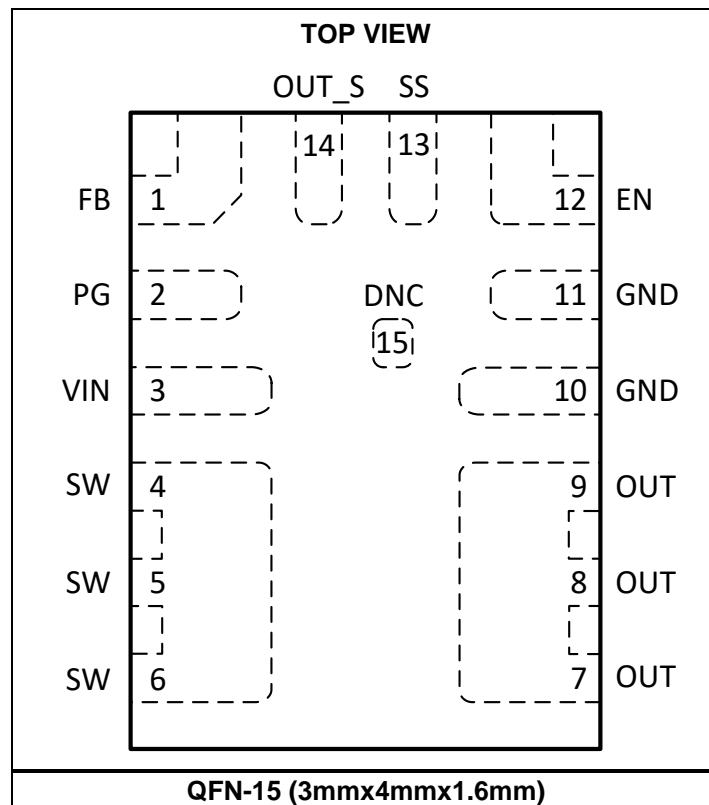 TOP VIEW
OUT_S SS
14 13
FB 1 12 EN
PG 2 DNC 11 GND
15
VIN 3 10 GND
SW 4 9 OUT
SW 5 8 OUT
SW 6 7 OUT
QFN-15 (3mmx4mmx1.6mm)